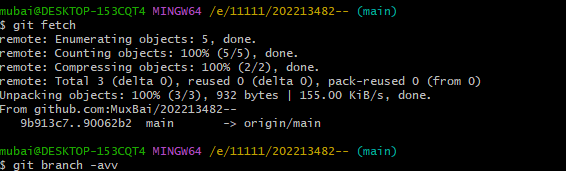 mubai@DESKTOP-153CQT4 MINGW64 /e/11111/202213482-- (main)
$ git fetch
remote: Enumerating objects: 5, done.
remote: Counting objects: 100% (5/5), done.
remote: Compressing objects: 100% (2/2), done.
remote: Total 3 (delta 0), reused 0 (delta 0), pack-reused 0 (from 0)
Unpacking objects: 100% (3/3), 932 bytes | 155.00 KiB/s, done.
From github.com:MuxBai/202213482--
   9b913c7..90062b2  main       -> origin/main
mubai@DESKTOP-153CQT4 MINGW64 /e/11111/202213482-- (main)
$ git branch -avv